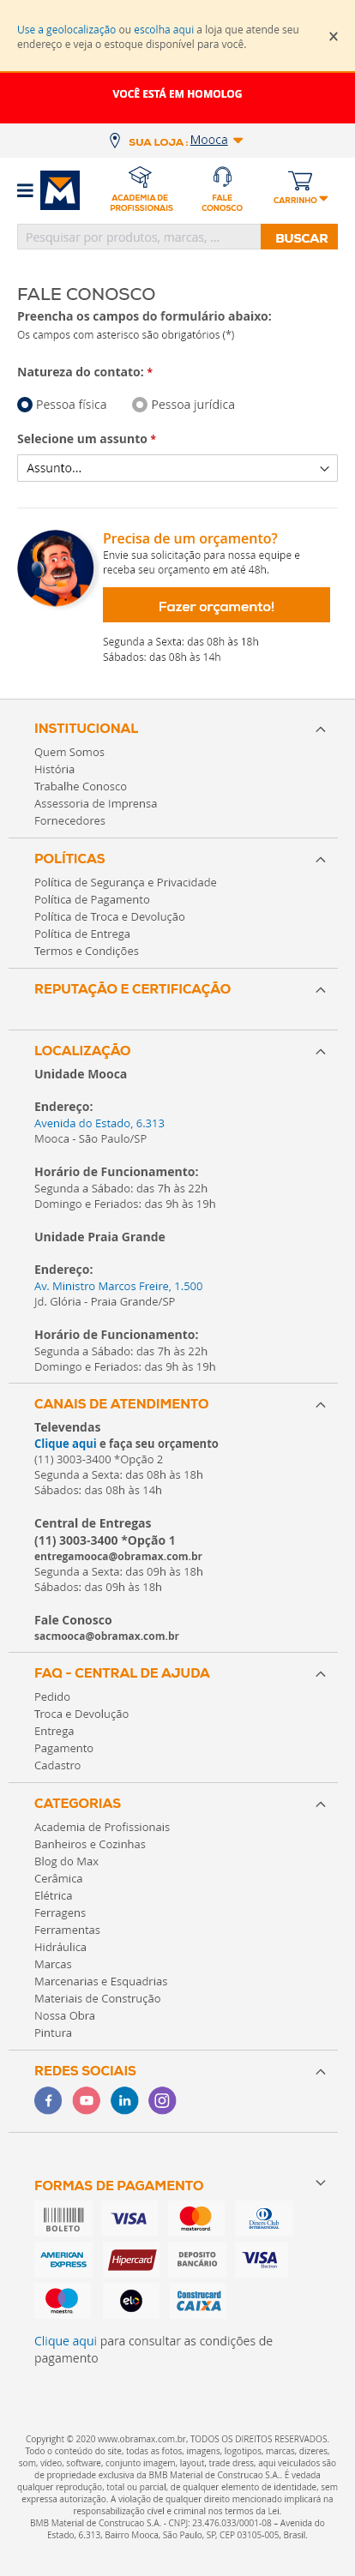 Use a geolocalização ou escolha aqui a loja que atende seu
endereço e veja o estoque disponível para você.
×
VOCÊ ESTÁ EM HOMOLOG
SUA LOJA: Mooca
ACADEMIA DE
PROFISSIONAIS
FALE
CONOSCO
CARRINHO
Pesquisar por produtos, marcas, ...
BUSCAR
FALE CONOSCO
Preencha os campos do formulário abaixo:
Os campos com asterisco são obrigatórios (*)
Natureza do contato: *
Pessoa física
Pessoa jurídica
Selecione um assunto *
Assunto...
Precisa de um orçamento?
Envie sua solicitação para nossa equipe e
receba seu orçamento em até 48h.
Fazer orçamento!
Segunda a Sexta: das 08h às 18h
Sábados: das 08h às 14h
INSTITUCIONAL
Quem Somos
História
Trabalhe Conosco
Assessoria de Imprensa
Fornecedores
POLÍTICAS
Política de Segurança e Privacidade
Política de Pagamento
Política de Troca e Devolução
Política de Entrega
Termos e Condições
REPUTAÇÃO E CERTIFICAÇÃO
LOCALIZAÇÃO
Unidade Mooca
Endereço:
Avenida do Estado, 6.313
Mooca - São Paulo/SP
Horário de Funcionamento:
Segunda a Sábado: das 7h às 22h
Domingo e Feriados: das 9h às 19h
Unidade Praia Grande
Endereço:
Av. Ministro Marcos Freire, 1.500
Jd. Glória - Praia Grande/SP
Horário de Funcionamento:
Segunda a Sábado: das 7h às 22h
Domingo e Feriados: das 9h às 19h
CANAIS DE ATENDIMENTO
Televendas
Clique aqui e faça seu orçamento
(11) 3003-3400 *Opção 2
Segunda a Sexta: das 08h às 18h
Sábados: das 08h às 14h
Central de Entregas
(11) 3003-3400 *Opção 1
entregamooca@obramax.com.br
Segunda a Sexta: das 09h às 18h
Sábados: das 09h às 18h
Fale Conosco
sacmooca@obramax.com.br
FAQ - CENTRAL DE AJUDA
Pedido
Troca e Devolução
Entrega
Pagamento
Cadastro
CATEGORIAS
Academia de Profissionais
Banheiros e Cozinhas
Blog do Max
Cerâmica
Elétrica
Ferragens
Ferramentas
Hidráulica
Marcas
Marcenarias e Esquadrias
Materiais de Construção
Nossa Obra
Pintura
REDES SOCIAIS
FORMAS DE PAGAMENTO
BOLETO
VISA
mastercard
Diners Club
INTERNATIONAL
AMERICAN
EXPRESS
Hipercard
DEPOSITO
BANCÁRIO
VISA
Electron
maestro
elo
Construcard
CAIXA
Clique aqui para consultar as condições de
pagamento
Copyright © 2020 www.obramax.com.br, TODOS OS DIREITOS RESERVADOS.
Todo o conteúdo do site, todas as fotos, imagens, logotipos, marcas, dizeres,
som, vídeo, software, conjunto imagem, layout, trade dress, aqui veiculados são
de propriedade exclusiva da BMB Material de Construcao S.A.. É vedada
qualquer reprodução, total ou parcial, de qualquer elemento de identidade, sem
expressa autorização. A violação de qualquer direito mencionado implicará na
responsabilização cível e criminal nos termos da Lei.
BMB Material de Construcao S.A. - CNPJ: 23.476.033/0001-08 – Avenida do
Estado, 6.313, Bairro Mooca, São Paulo, SP, CEP 03105-005, Brasil.